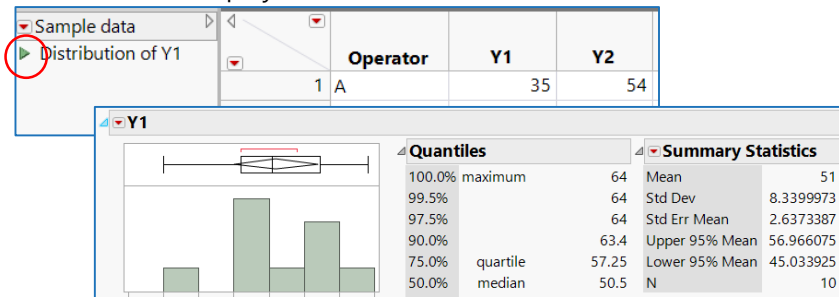 Sample data
Distribution of Y1
Operator Y1 Y2
1 A 35 54
Y1
Quantiles
100.0% maximum 64
99.5% 64
97.5% 64
90.0% 63.4
75.0% quartile 57.25
50.0% median 50.5
Summary Statistics
Mean 51
Std Dev 8.3399973
Std Err Mean 2.6373387
Upper 95% Mean 56.966075
Lower 95% Mean 45.033925
N 10